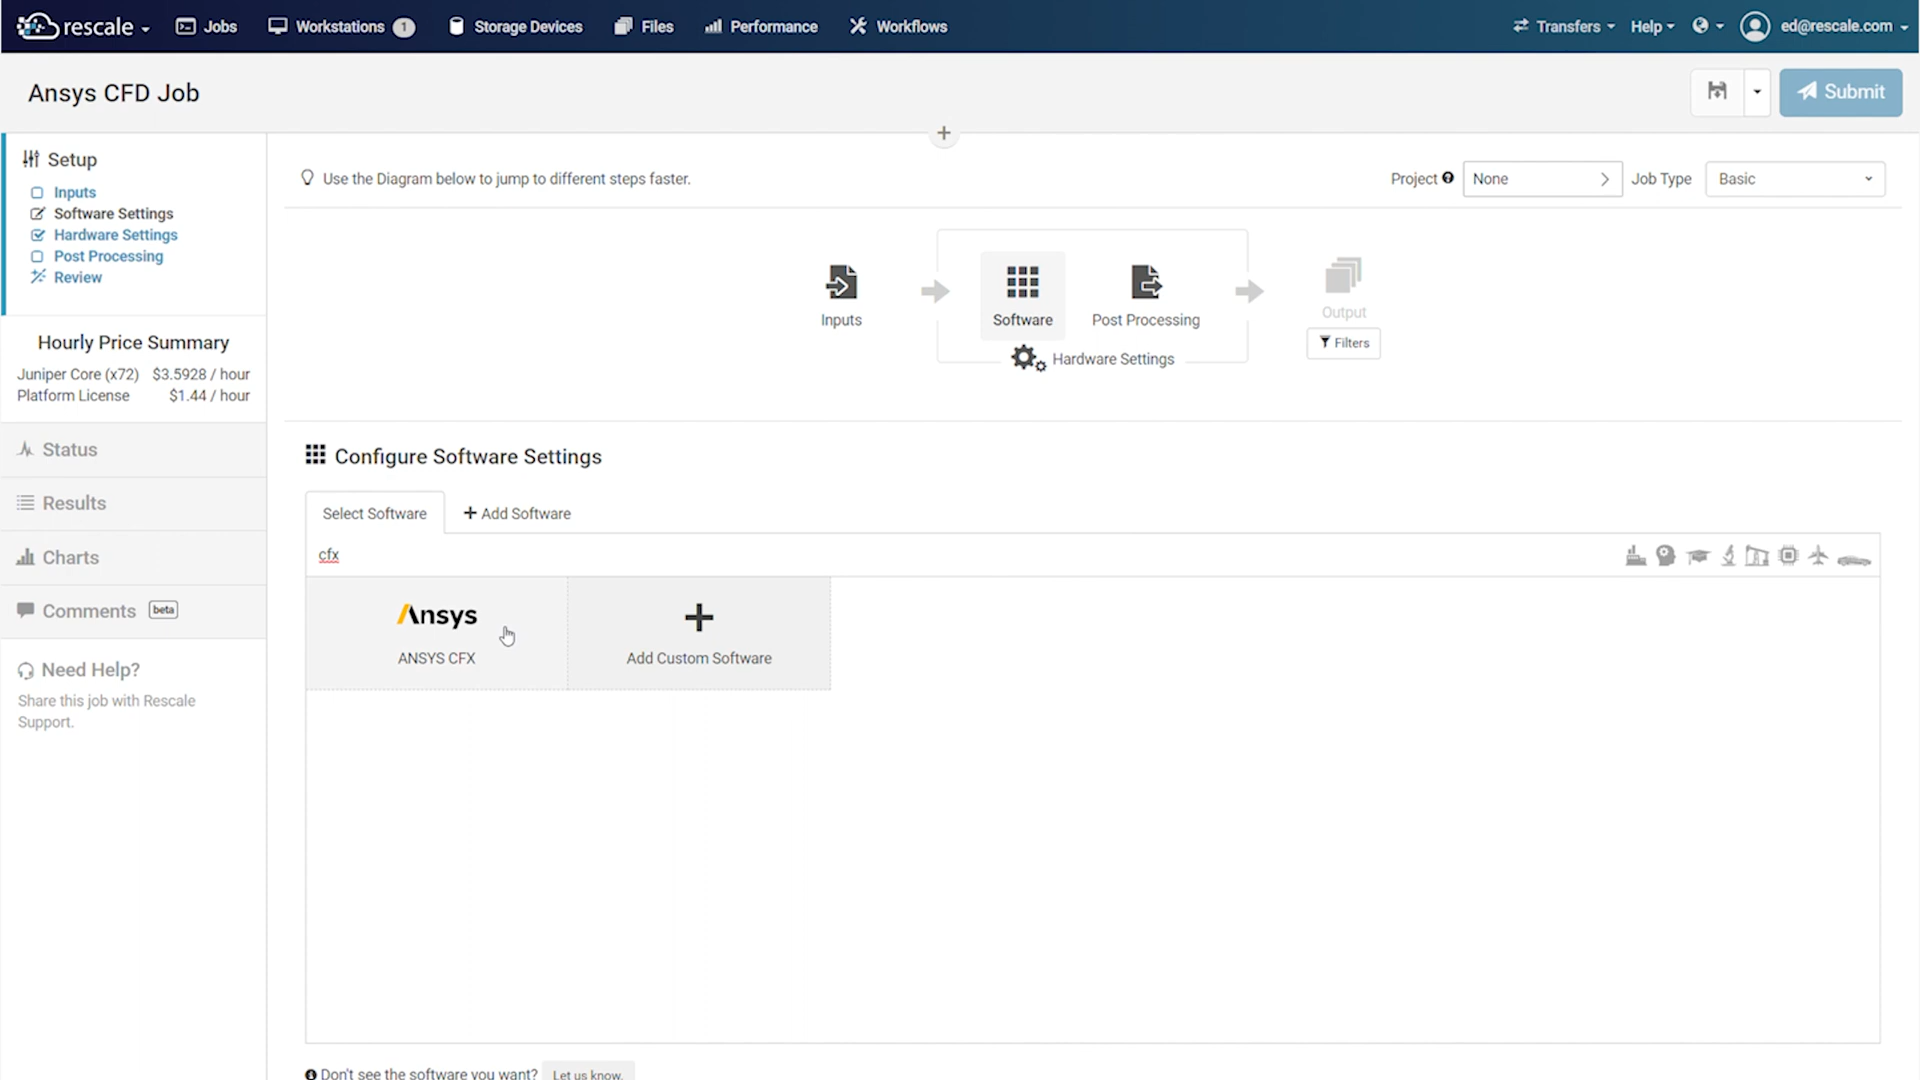 rescale Jobs Workstations 1 Storage Devices Files Performance Workflows Transfers Help ed@rescale.com
Ansys CFD Job Submit
Setup
Inputs
Software Settings
Hardware Settings
Post Processing
Review
Hourly Price Summary
Juniper Core (x72) $3.5928 / hour
Platform License $1.44 / hour
Status
Results
Charts
Comments beta
Need Help?
Share this job with Rescale
Support.
Use the Diagram below to jump to different steps faster. Project None Job Type Basic
Inputs
Software
Post Processing
Output
Filters
Hardware Settings
Configure Software Settings
Select Software + Add Software
cfx
Ansys
ANSYS CFX
Add Custom Software
Don't see the software you want? Let us know.